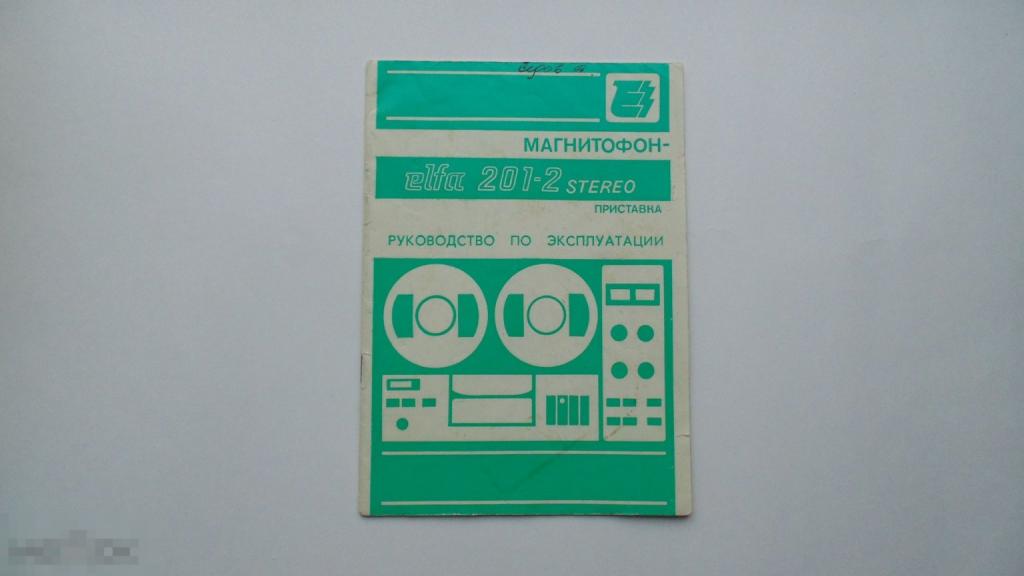 МАГНИТОФОН-
elfa 201-2 STEREO
ПРИСТАВКА
РУКОВОДСТВО ПО ЭКСПЛУАТАЦИИ